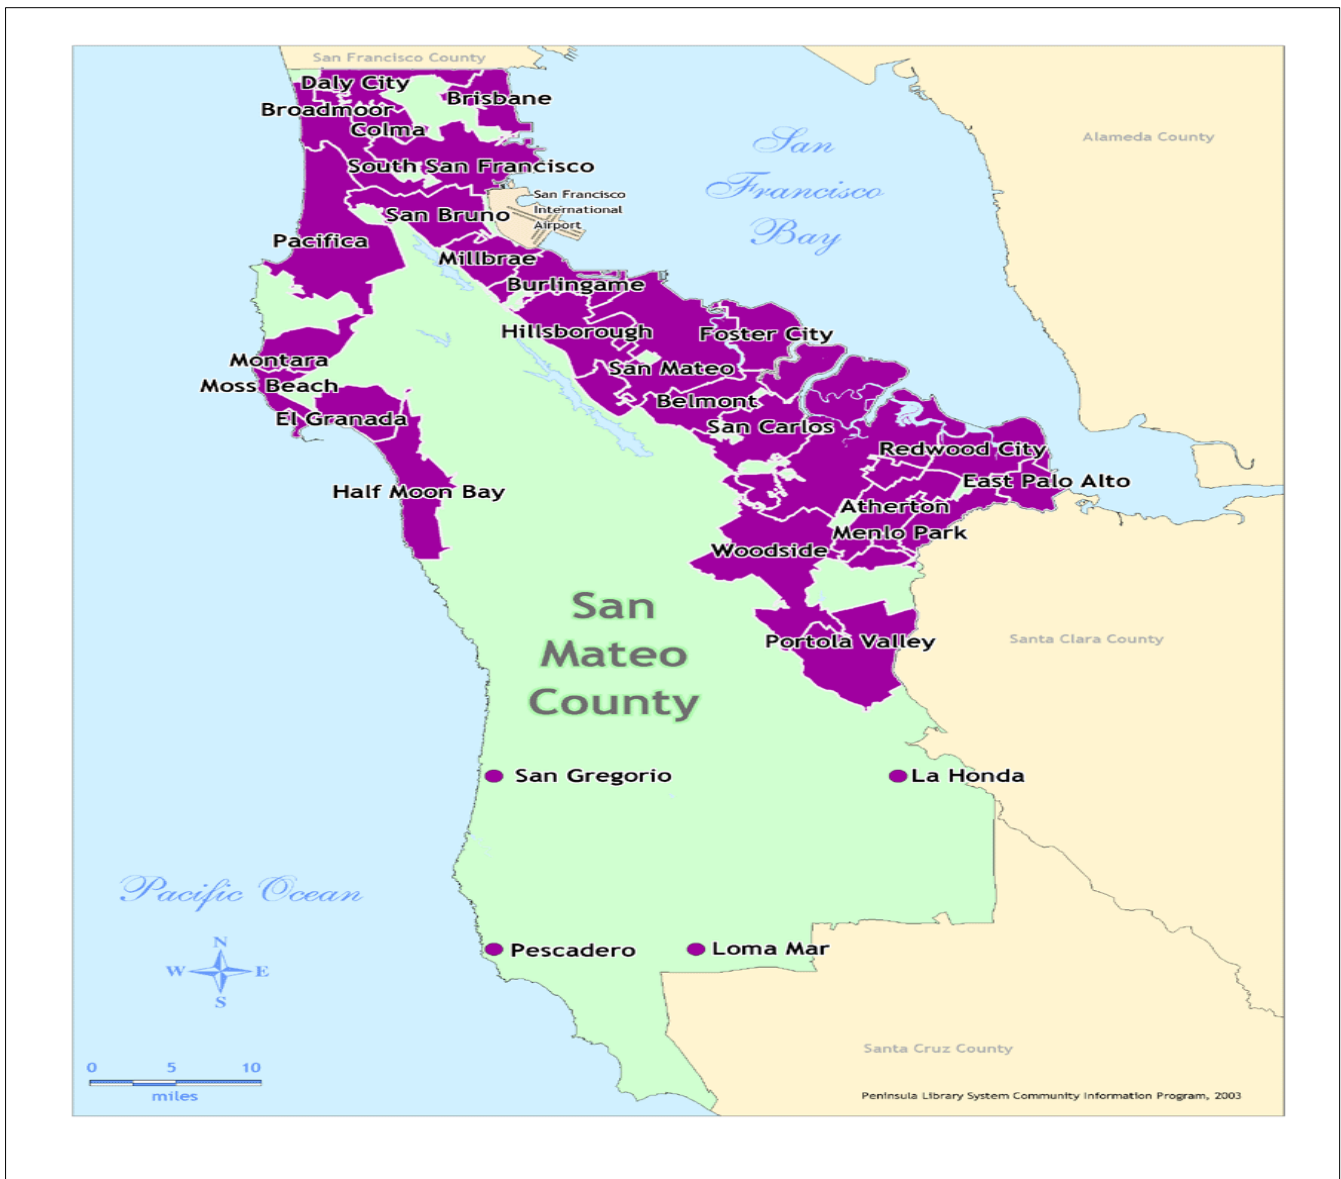 San Francisco County
Daly City
Brisbane
Broadmoor
Colma
Alameda County
San
Francisco
Bay
South San Francisco
San Francisco
International
Airport
San Bruno
Pacifica
Millbrae
Burlingame
Hillsborough
Foster City
Montara
San Mateo
Moss Beach
Belmont
El Granada
San Carlos
Redwood City
East Palo Alto
Half Moon Bay
Atherton
Menlo Park
Woodside
San
Mateo
County
Portola Valley
Santa Clara County
San Gregorio
La Honda
Pacific Ocean
Pescadero
Loma Mar
N
W E
S
Santa Cruz County
0 5 10
miles
Peninsula Library System Community Information Program, 2003